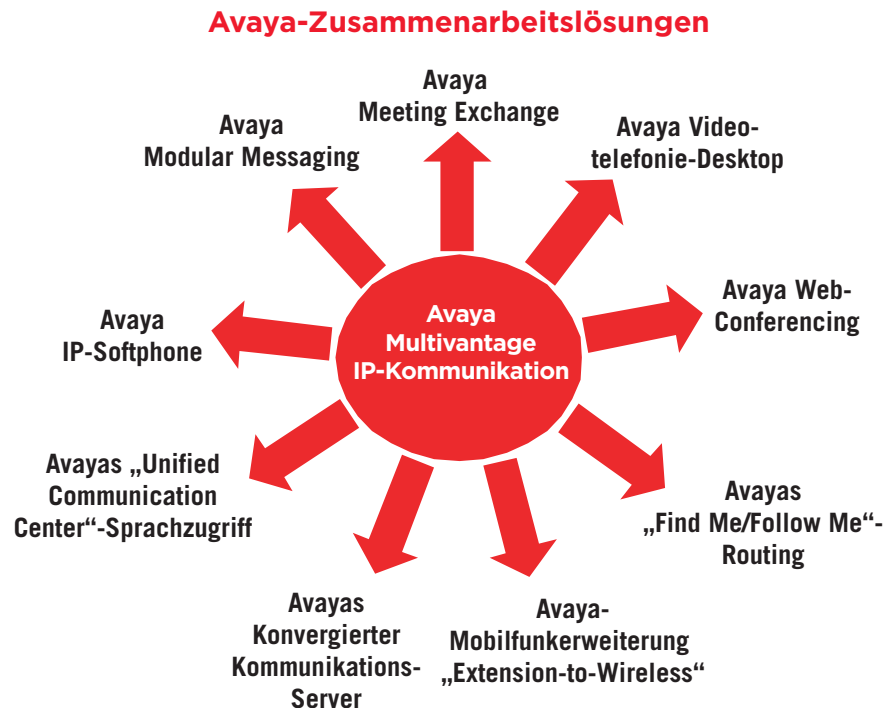 Avaya-Zusammenarbeitslösungen
Avaya
Meeting Exchange
Avaya Video-
telefonie-Desktop
Avaya Web-
Conferencing
Avayas
„Find Me/Follow Me“-
Routing
Avaya-
Mobilfunkerweiterung
„Extension-to-Wireless“
Avayas
Konvergierter
Kommunikations-
Server
Avayas „Unified
Communication
Center“-Sprachzugriff
Avaya
IP-Softphone
Avaya
Modular Messaging
Avaya
Multivantage
IP-Kommunikation